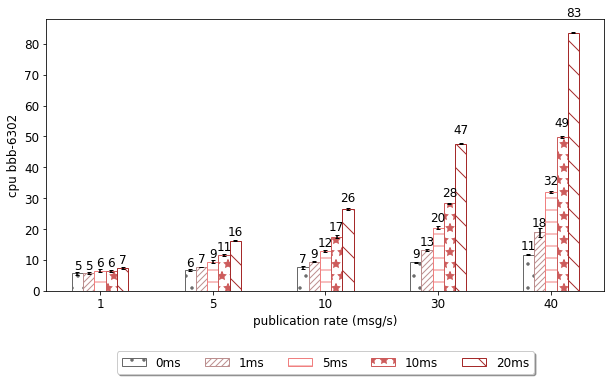 83
80
70
60
50
40
30
20
10
0
cpu bbb-6302
5 5 6 6 7
6 7 9 11 16
7 9 12 17 26
9 13 20 28 47
11 18 32 49
1 5 10 30 40
publication rate (msg/s)
0ms 1ms 5ms 10ms 20ms